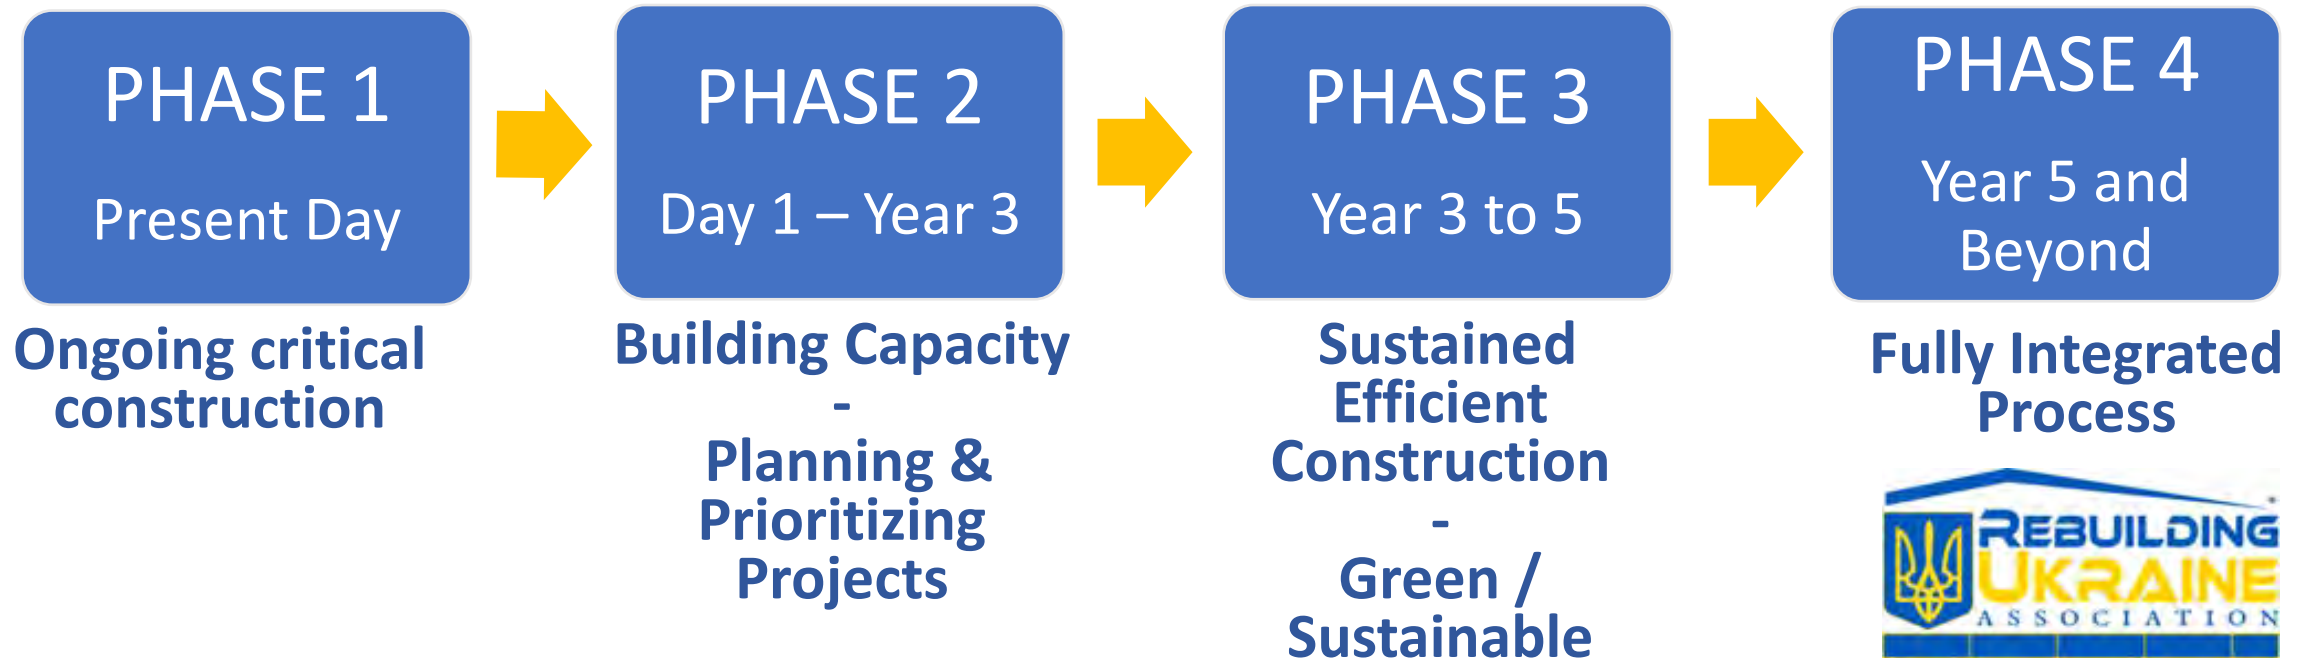 PHASE 1
Present Day
Ongoing critical
construction
PHASE 2
Day 1 – Year 3
Building Capacity
-
Planning &
Prioritizing
Projects
PHASE 3
Year 3 to 5
Sustained
Efficient
Construction
-
Green /
Sustainable
PHASE 4
Year 5 and
Beyond
Fully Integrated
Process
REBUILDING
UKRAINE
ASSOCIATION